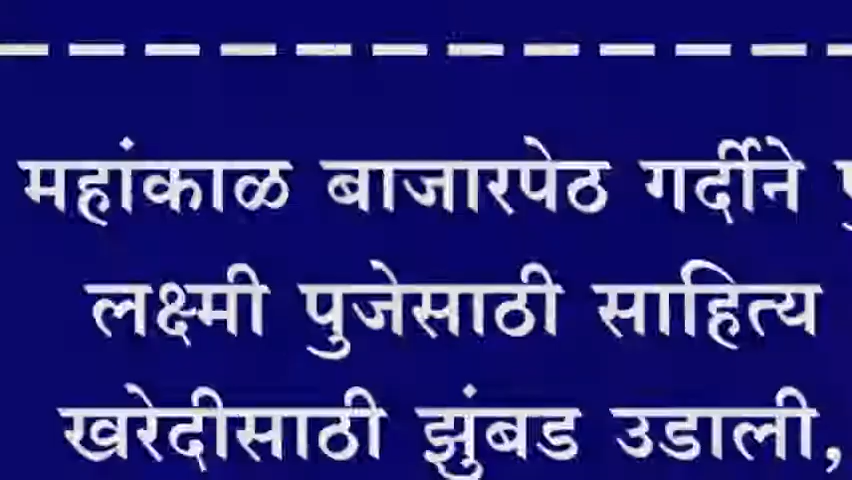 महांकाळ बाजारपेठ गर्दीने
लक्ष्मी पुजेसाठी साहित्य
खरेदीसाठी झुंबड उडाली,